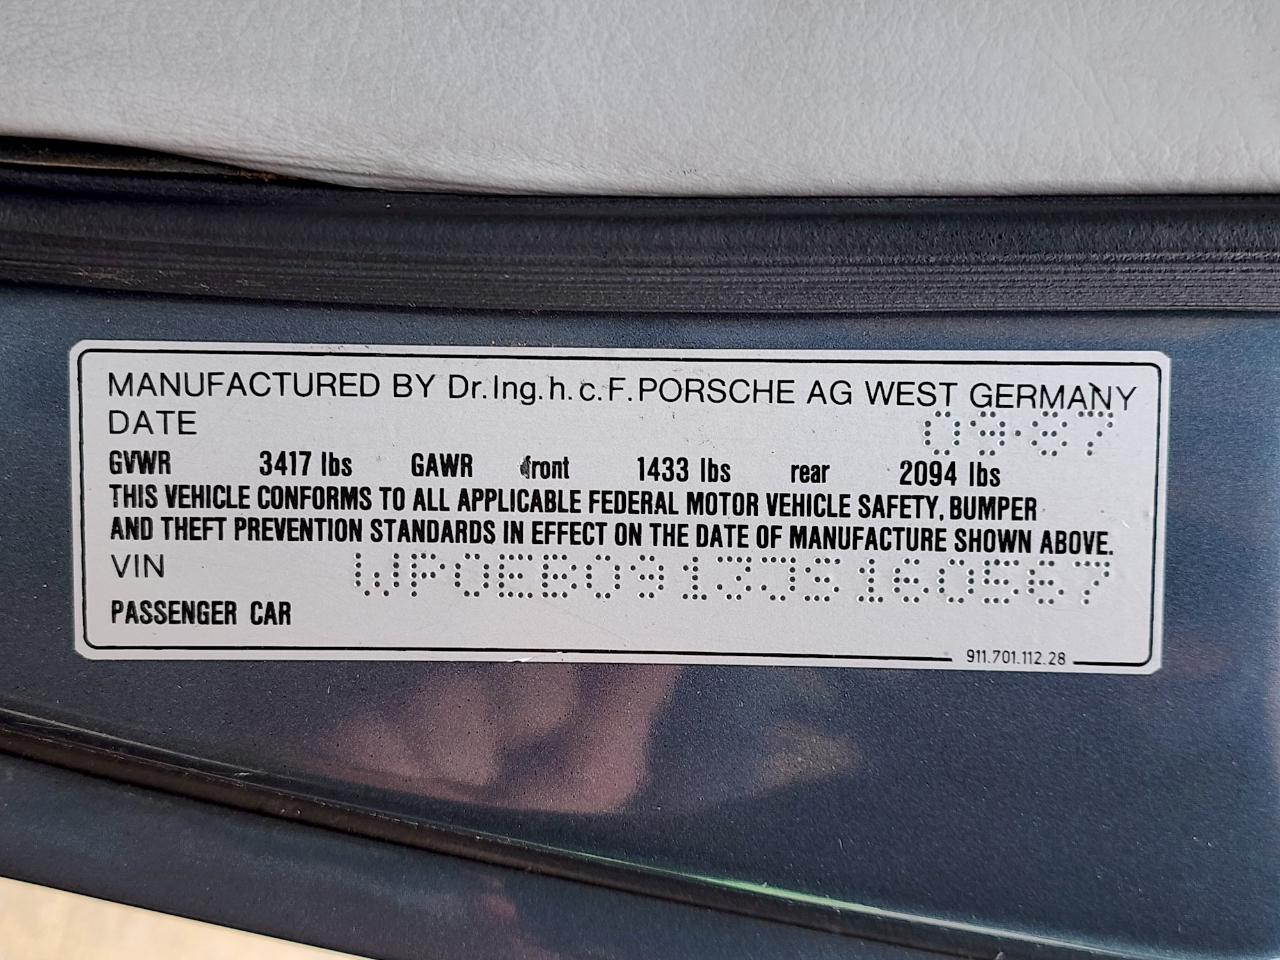 MANUFACTURED BY Dr.Ing.h.c.F.PORSCHE AG WEST GERMANY
DATE 09·87
GVWR 3417 lbs GAWR front 1433 lbs rear 2094 lbs
THIS VEHICLE CONFORMS TO ALL APPLICABLE FEDERAL MOTOR VEHICLE SAFETY, BUMPER
AND THEFT PREVENTION STANDARDS IN EFFECT ON THE DATE OF MANUFACTURE SHOWN ABOVE.
VIN WP0EB0913JS160567
PASSENGER CAR
911.701.112.28